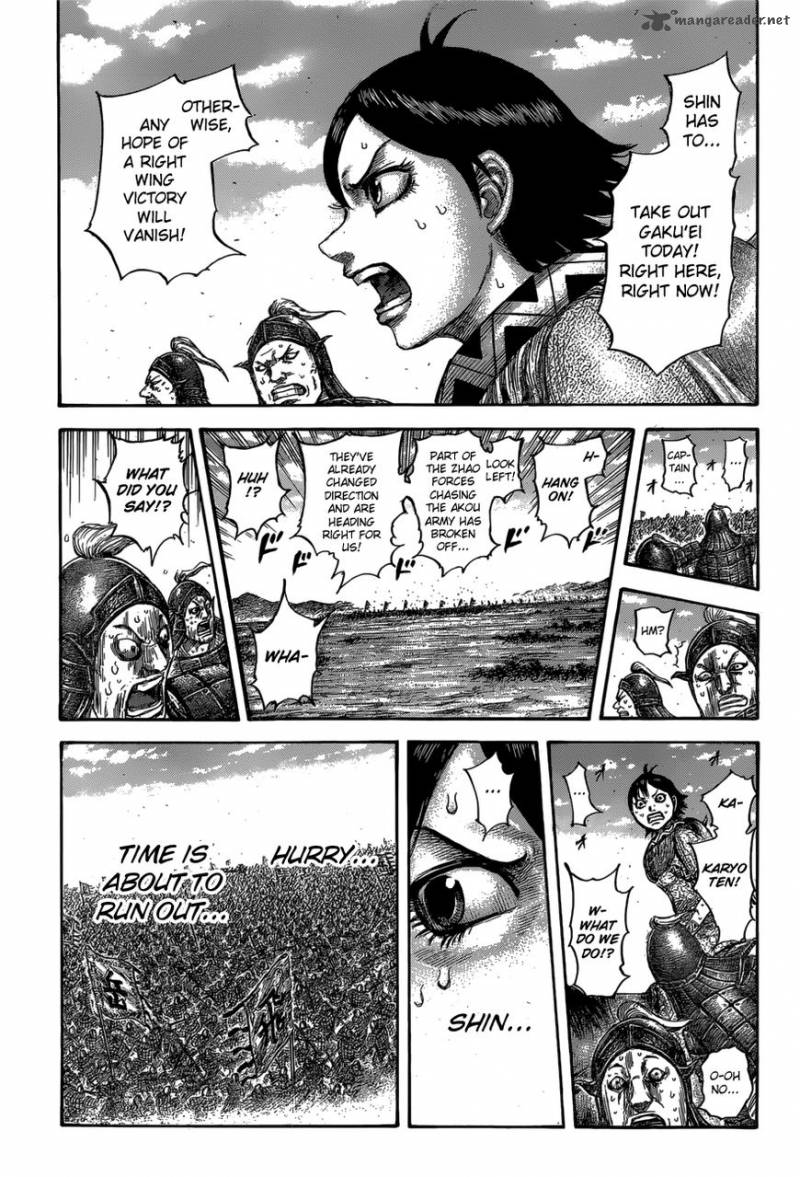 mangareader.net
SHIN
HAS
TO...
TAKE OUT
GAKU'EI
TODAY!
RIGHT HERE,
RIGHT NOW!
OTHER-
WISE,
ANY
HOPE OF
A RIGHT
WING
VICTORY
WILL
VANISH!
...
CAP-
TAIN
...
HM?
H-
HANG
ON!
LOOK
LEFT!
PART OF
THE ZHAO
FORCES
CHASING
THE AKOU
ARMY HAS
BROKEN
OFF...
THEY'VE
ALREADY
CHANGED
DIRECTION
AND ARE
HEADING
RIGHT FOR
US!
HUH
!?
WHA-
WHAT
DID YOU
SAY!?
ドドドド
KA-
KARYO
TEN!
W-
WHAT
DO WE
DO!?
...
O-OH
NO...
SHIN...
HURRY...
TIME IS
ABOUT TO
RUN OUT...
岳
飛